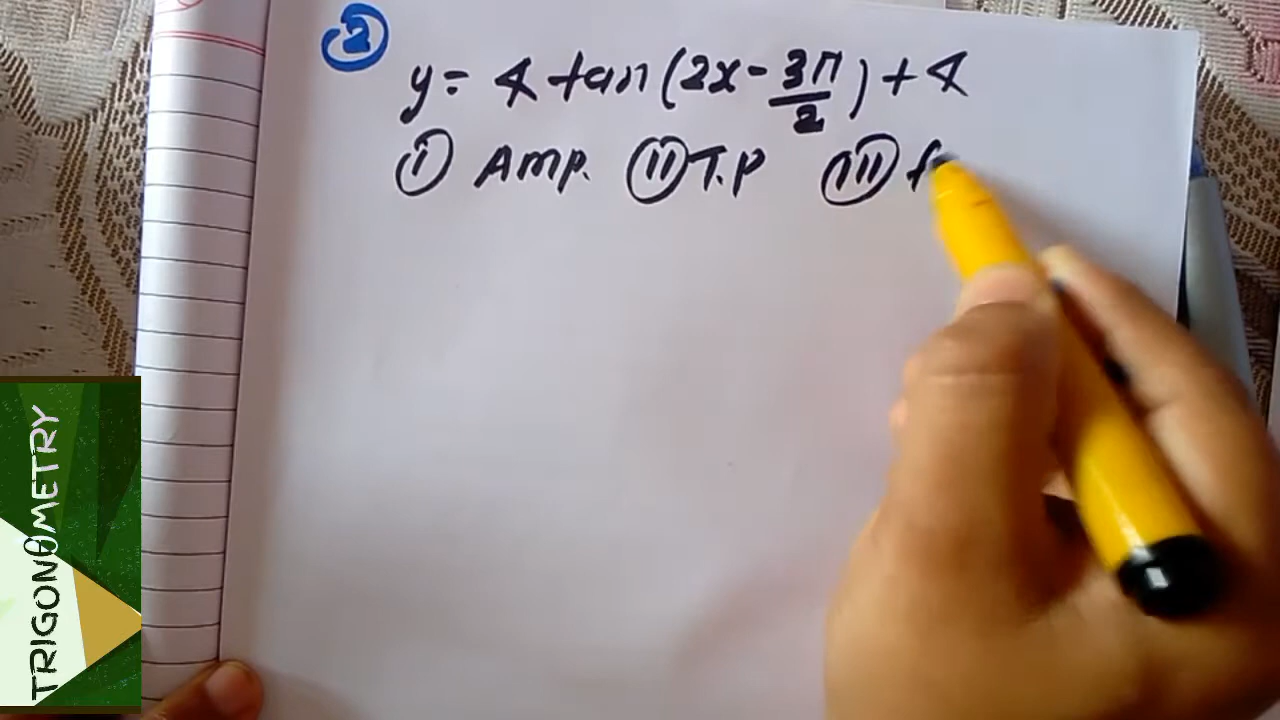 2
y = 4 tan (2x - 3π/2) + 4
(i) Amp. (ii) T.P (iii) f
TRIGONOMETRY